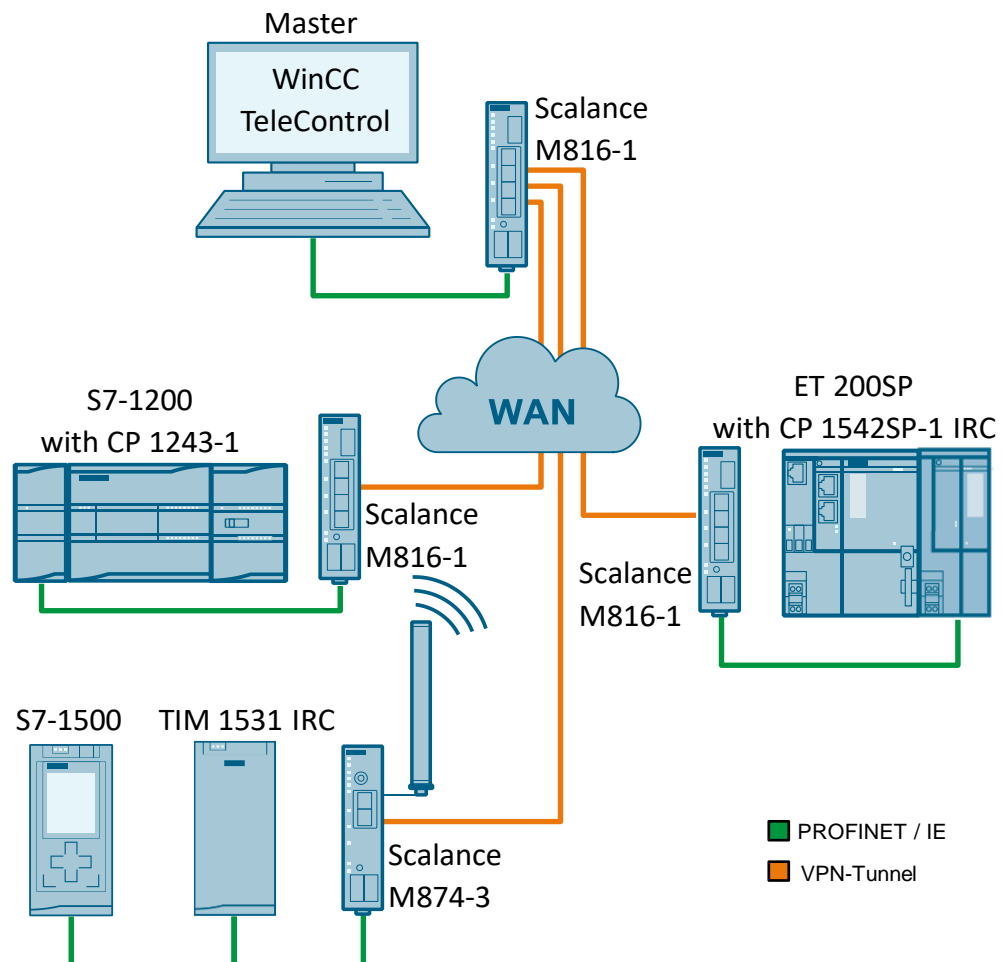 Master
WinCC
TeleControl
Scalance
M816-1
WAN
S7-1200
with CP 1243-1
Scalance
M816-1
ET 200SP
with CP 1542SP-1 IRC
Scalance
M816-1
S7-1500
TIM 1531 IRC
Scalance
M874-3
PROFINET / IE
VPN-Tunnel